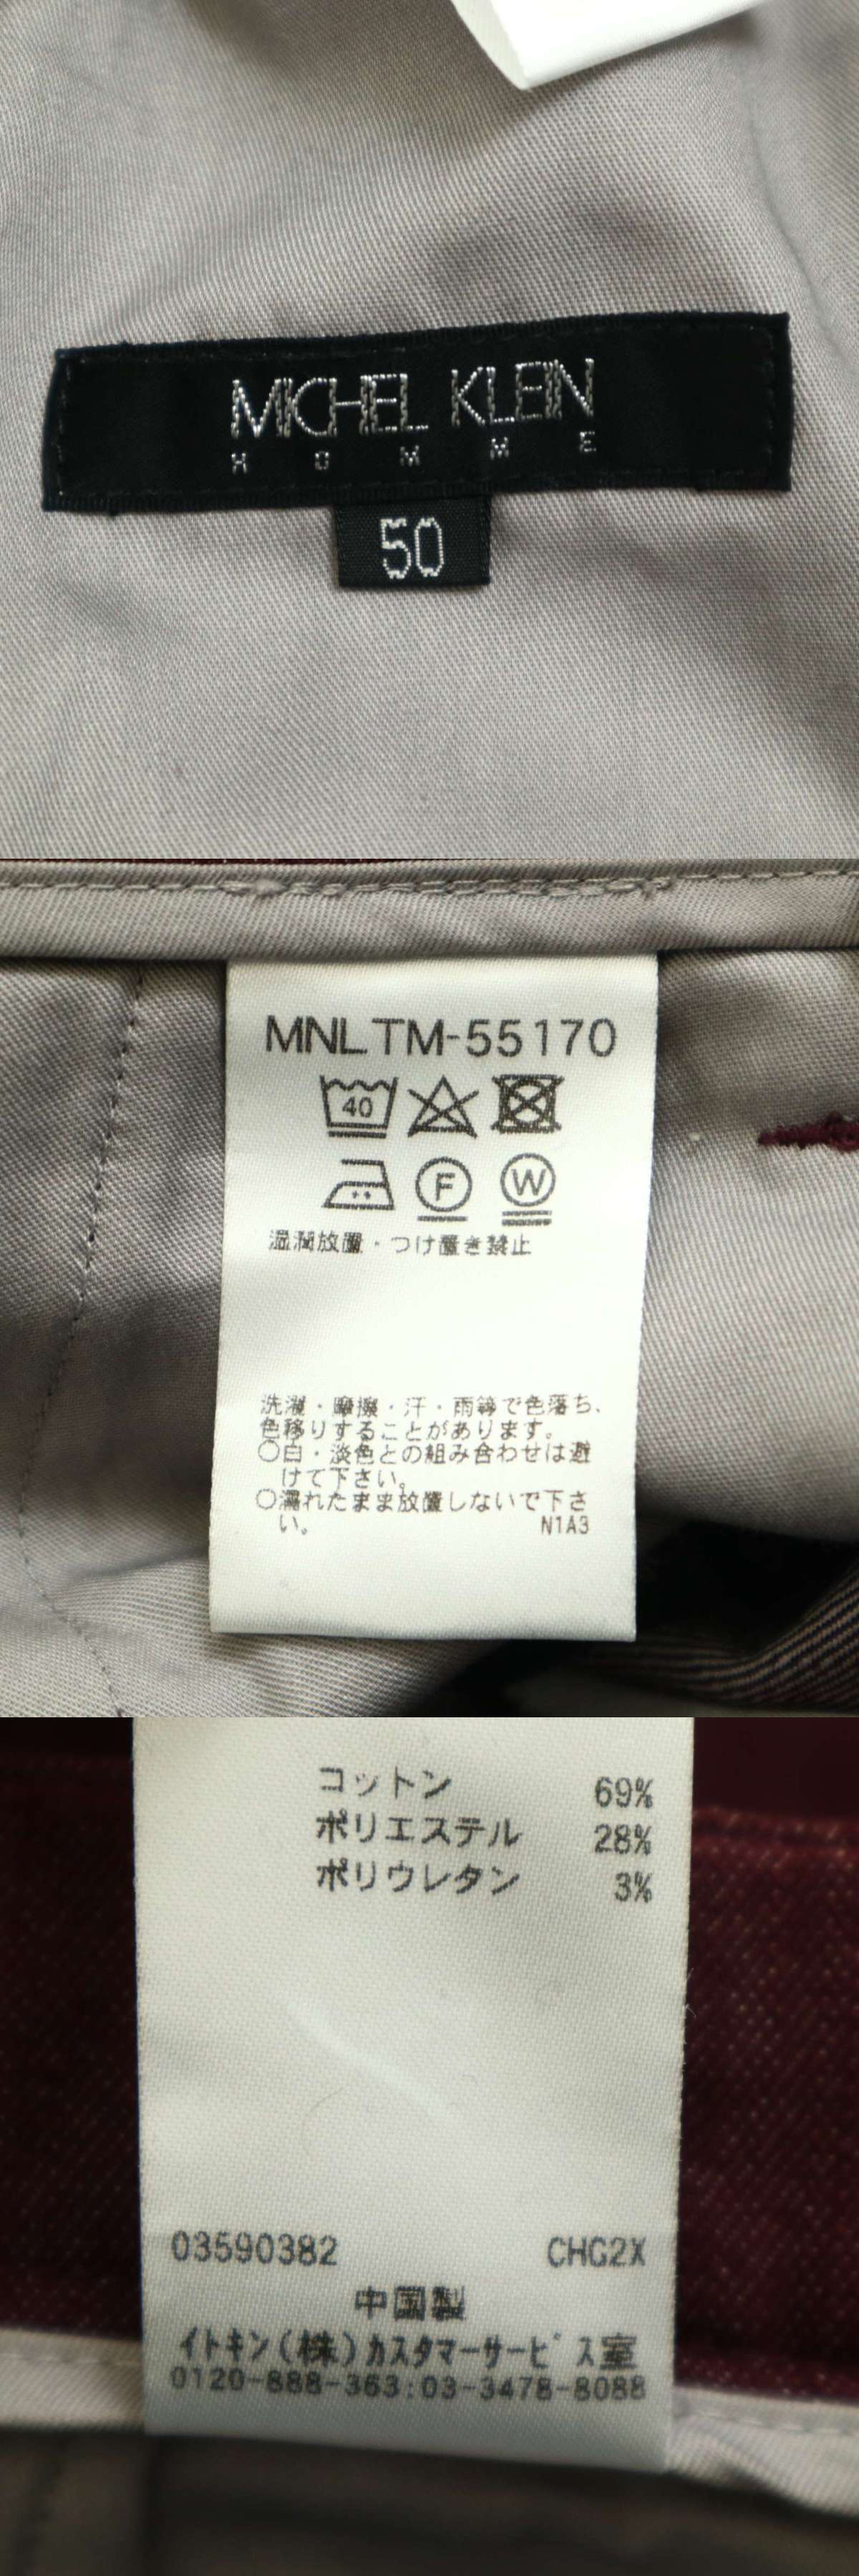 MICHEL KLEIN
HOMME
50
MNLTM-55170
40
F
W
湿潤放置・つけ置き禁止
洗濯・摩擦・汗・雨等で色落ち、
色移りすることがあります。
○白・淡色との組み合わせは避
けて下さい。
○濡れたまま放置しないで下さ
い。 N1A3
コットン 69%
ポリエステル 28%
ポリウレタン 3%
03590382 CHG2X
中国製
イトキン(株)カスタマーサービス室
0120-888-363:03-3478-8088